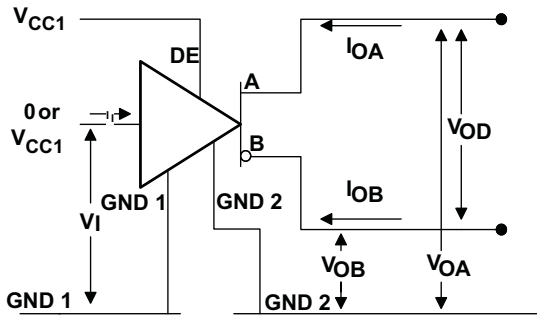 VCC1
DE
IOA
A
0 or
VCC1
II
B
VOD
GND 1
GND 2
IOB
VI
VOB
VOA
GND 1
GND 2